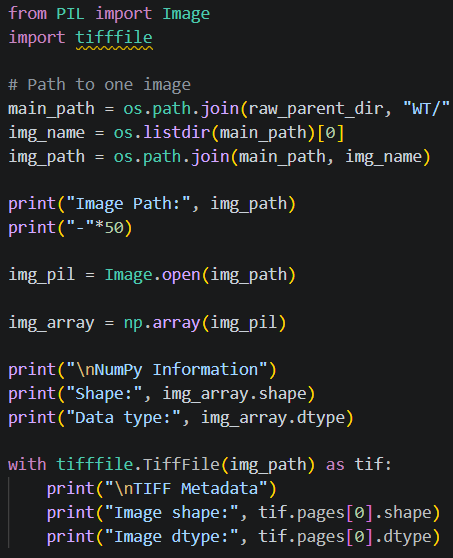 from PIL import Image
import tifffile
# Path to one image
main_path = os.path.join(raw_parent_dir, "WT/"
img_name = os.listdir(main_path)[0]
img_path = os.path.join(main_path, img_name)
print("Image Path:", img_path)
print("-"*50)
img_pil = Image.open(img_path)
img_array = np.array(img_pil)
print("\nNumPy Information")
print("Shape:", img_array.shape)
print("Data type:", img_array.dtype)
with tifffile.TiffFile(img_path) as tif:
    print("\nTIFF Metadata")
    print("Image shape:", tif.pages[0].shape)
    print("Image dtype:", tif.pages[0].dtype)